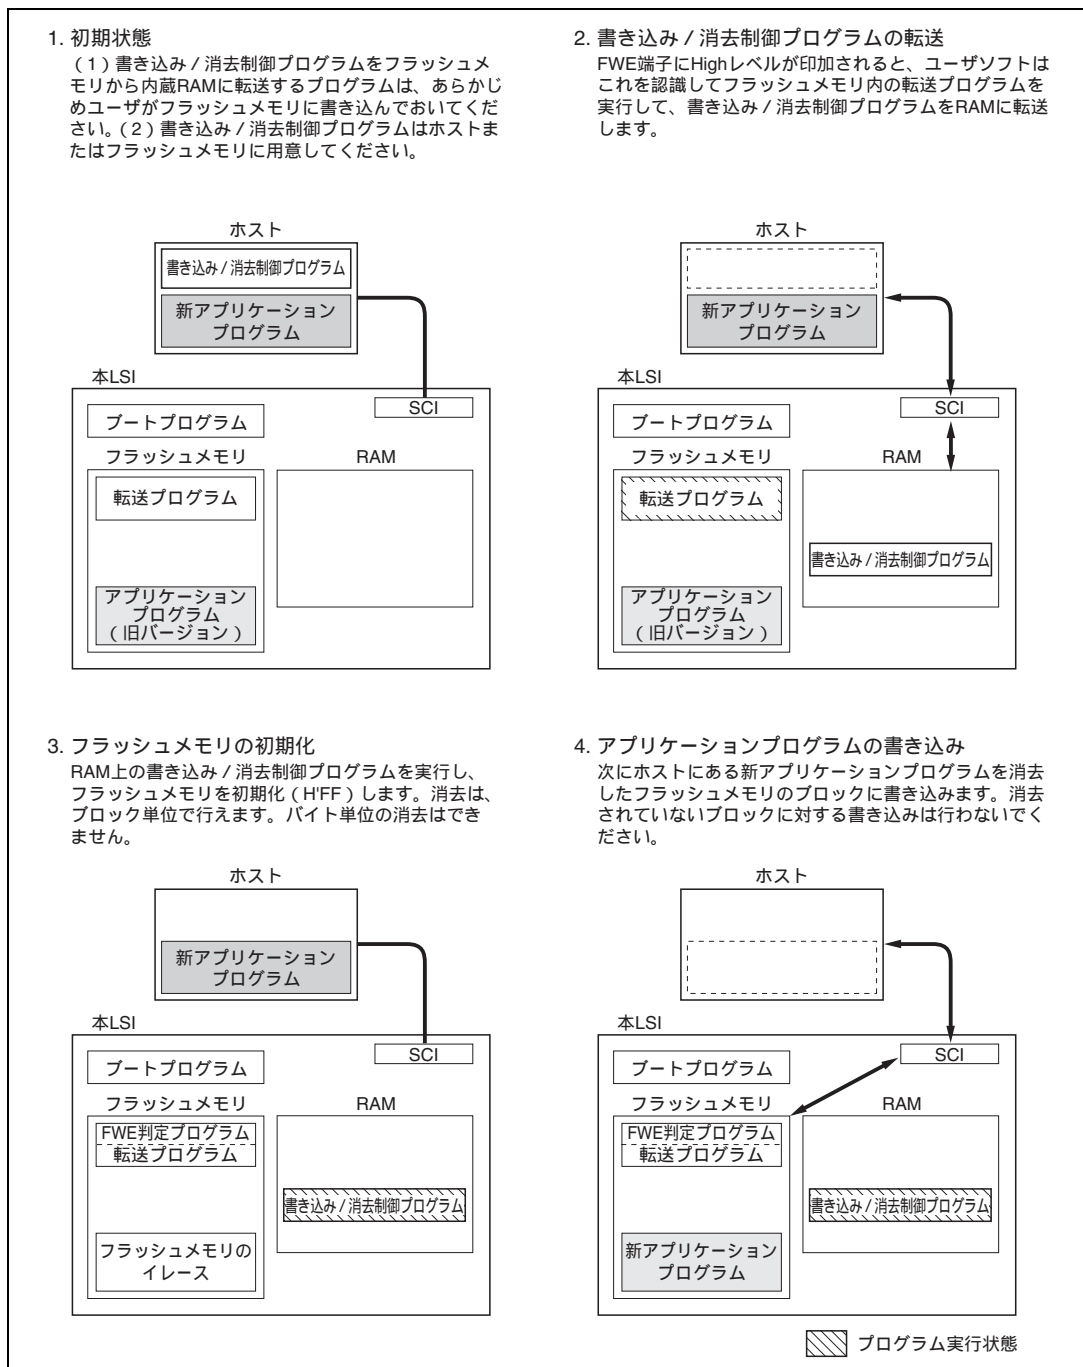 1. 初期状態
(1)書き込み/消去制御プログラムをフラッシュメ
モリから内蔵RAMに転送するプログラムは、あらかじ
めユーザがフラッシュメモリに書き込んでおいてくだ
さい。(2)書き込み/消去制御プログラムはホストま
たはフラッシュメモリに用意してください。
ホスト
書き込み/消去制御プログラム
新アプリケーション
プログラム
本LSI
SCI
ブートプログラム
フラッシュメモリ
RAM
転送プログラム
アプリケーション
プログラム
(旧バージョン)
2. 書き込み/消去制御プログラムの転送
FWE端子にHighレベルが印加されると、ユーザソフトは
これを認識してフラッシュメモリ内の転送プログラムを
実行して、書き込み/消去制御プログラムをRAMに転送
します。
ホスト
新アプリケーション
プログラム
本LSI
SCI
ブートプログラム
フラッシュメモリ
RAM
転送プログラム
書き込み/消去制御プログラム
アプリケーション
プログラム
(旧バージョン)
3. フラッシュメモリの初期化
RAM上の書き込み/消去制御プログラムを実行し、
フラッシュメモリを初期化(H'FF)します。消去は、
ブロック単位で行えます。バイト単位の消去はでき
ません。
ホスト
新アプリケーション
プログラム
本LSI
SCI
ブートプログラム
フラッシュメモリ
RAM
FWE判定プログラム
転送プログラム
書き込み/消去制御プログラム
フラッシュメモリの
イレース
4. アプリケーションプログラムの書き込み
次にホストにある新アプリケーションプログラムを消去
したフラッシュメモリのブロックに書き込みます。消去
されていないブロックに対する書き込みは行わないでく
ださい。
ホスト
本LSI
SCI
ブートプログラム
フラッシュメモリ
RAM
FWE判定プログラム
転送プログラム
書き込み/消去制御プログラム
新アプリケーション
プログラム
プログラム実行状態